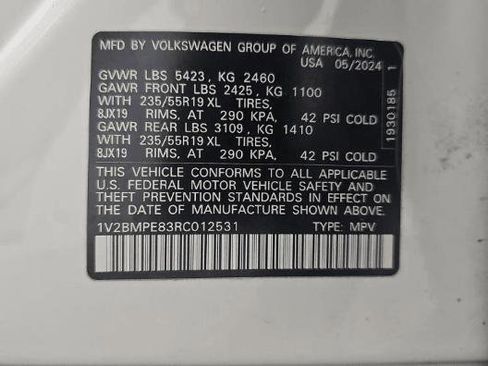 MFD BY VOLKSWAGEN GROUP OF AMERICA, INC.
USA 05/2024
GVWR LBS 5423, KG 2460
GAWR FRONT LBS 2425, KG 1100
WITH 235/55R19 XL TIRES,
8JX19 RIMS, AT 290 KPA, 42 PSI COLD
GAWR REAR LBS 3109, KG 1410
WITH 235/55R19 XL TIRES,
8JX19 RIMS, AT 290 KPA, 42 PSI COLD
THIS VEHICLE CONFORMS TO ALL APPLICABLE
U.S. FEDERAL MOTOR VEHICLE SAFETY AND
THEFT PREVENTION STANDARDS IN EFFECT ON
THE DATE OF MANUFACTURE SHOWN ABOVE.
1V2BMPE83RC012531 TYPE: MPV
1930185 1